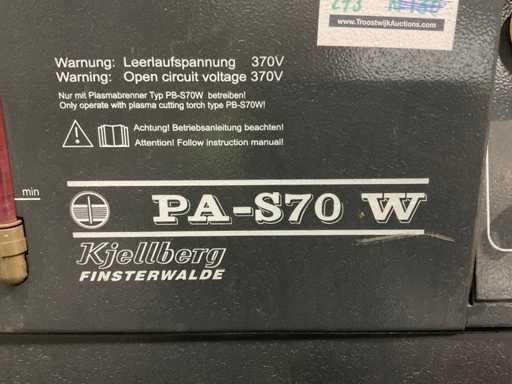 273
www.TroostwijkAuctions.com
Warnung: Leerlaufspannung 370V
Warning: Open circuit voltage 370V
Nur mit Plasmabrenner Typ PB-S70W betreiben!
Only operate with plasma cutting torch type PB-S70W!
Achtung! Betriebsanleitung beachten!
Attention! Follow instruction manual!
min
PA-S70 W
Kjellberg
FINSTERWALDE